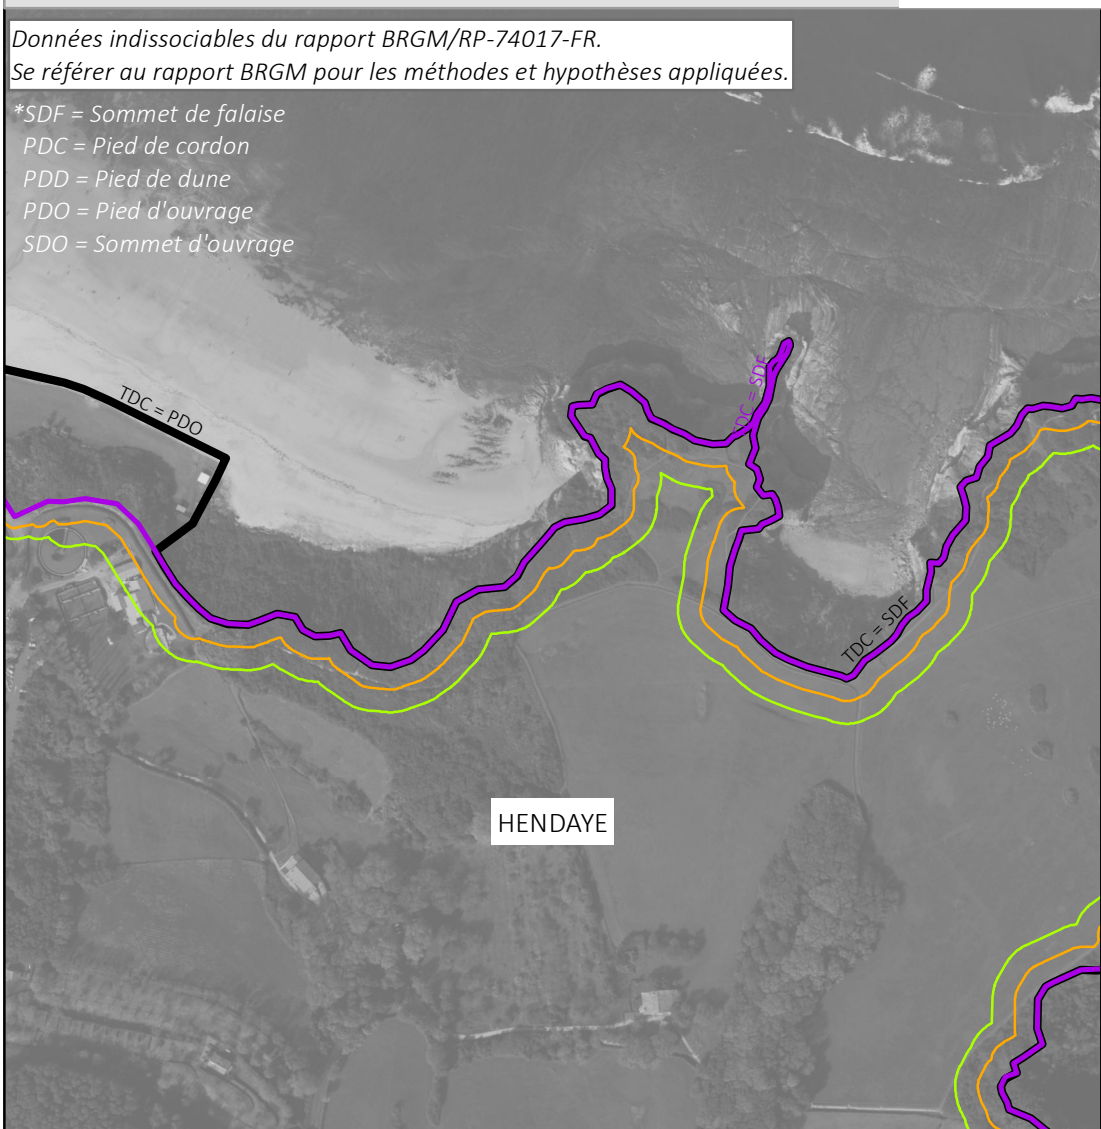 Données indissociables du rapport BRGM/RP-74017-FR.
Se référer au rapport BRGM pour les méthodes et hypothèses appliquées.
*SDF = Sommet de falaise
PDC = Pied de cordon
PDD = Pied de dune
PDO = Pied d'ouvrage
SDO = Sommet d'ouvrage
TDC = SDF
TDC = PDO
TDC = SDF
HENDAYE